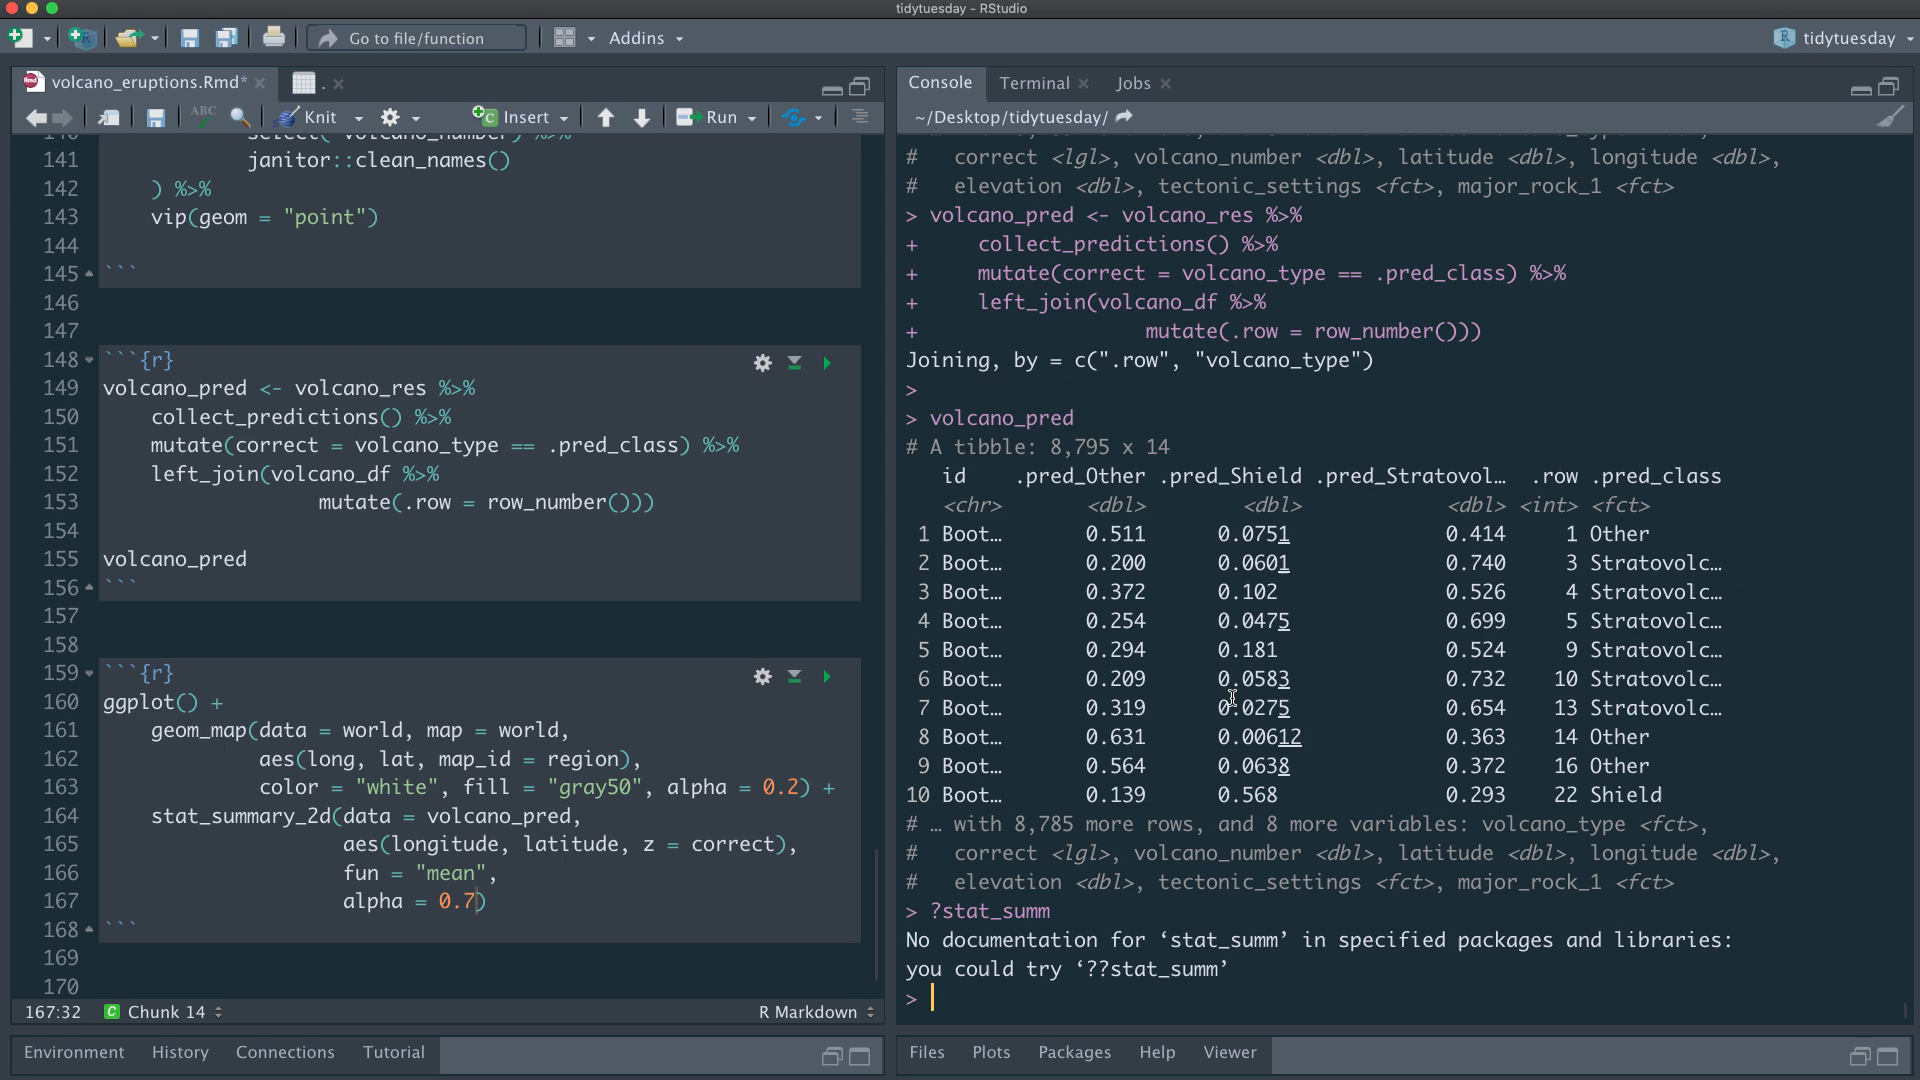 tidytuesday - RStudio
Go to file/function
Addins
tidytuesday
volcano_eruptions.Rmd*
.
ABC
Knit
Insert
Run
141 janitor::clean_names()
142 ) %>%
143 vip(geom = "point")
144
145 ```
146
147
148 ```{r}
149 volcano_pred <- volcano_res %>%
150 collect_predictions() %>%
151 mutate(correct = volcano_type == .pred_class) %>%
152 left_join(volcano_df %>%
153 mutate(.row = row_number()))
154
155 volcano_pred
156 ```
157
158
159 ```{r}
160 ggplot() +
161 geom_map(data = world, map = world,
162 aes(long, lat, map_id = region),
163 color = "white", fill = "gray50", alpha = 0.2) +
164 stat_summary_2d(data = volcano_pred,
165 aes(longitude, latitude, z = correct),
166 fun = "mean",
167 alpha = 0.7)
168 ```
169
170
167:32 Chunk 14 R Markdown
Environment History Connections Tutorial
Console Terminal Jobs
~/Desktop/tidytuesday/
# correct <lgl>, volcano_number <dbl>, latitude <dbl>, longitude <dbl>,
# elevation <dbl>, tectonic_settings <fct>, major_rock_1 <fct>
> volcano_pred <- volcano_res %>%
+ collect_predictions() %>%
+ mutate(correct = volcano_type == .pred_class) %>%
+ left_join(volcano_df %>%
+ mutate(.row = row_number()))
Joining, by = c(".row", "volcano_type")
>
> volcano_pred
# A tibble: 8,795 x 14
id .pred_Other .pred_Shield .pred_Stratovol… .row .pred_class
<chr> <dbl> <dbl> <dbl> <int> <fct>
1 Boot… 0.511 0.0751 0.414 1 Other
2 Boot… 0.200 0.0601 0.740 3 Stratovolc…
3 Boot… 0.372 0.102 0.526 4 Stratovolc…
4 Boot… 0.254 0.0475 0.699 5 Stratovolc…
5 Boot… 0.294 0.181 0.524 9 Stratovolc…
6 Boot… 0.209 0.0583 0.732 10 Stratovolc…
7 Boot… 0.319 0.0275 0.654 13 Stratovolc…
8 Boot… 0.631 0.00612 0.363 14 Other
9 Boot… 0.564 0.0638 0.372 16 Other
10 Boot… 0.139 0.568 0.293 22 Shield
# … with 8,785 more rows, and 8 more variables: volcano_type <fct>,
# correct <lgl>, volcano_number <dbl>, latitude <dbl>, longitude <dbl>,
# elevation <dbl>, tectonic_settings <fct>, major_rock_1 <fct>
> ?stat_summ
No documentation for ‘stat_summ’ in specified packages and libraries:
you could try ‘??stat_summ’
>
Files Plots Packages Help Viewer